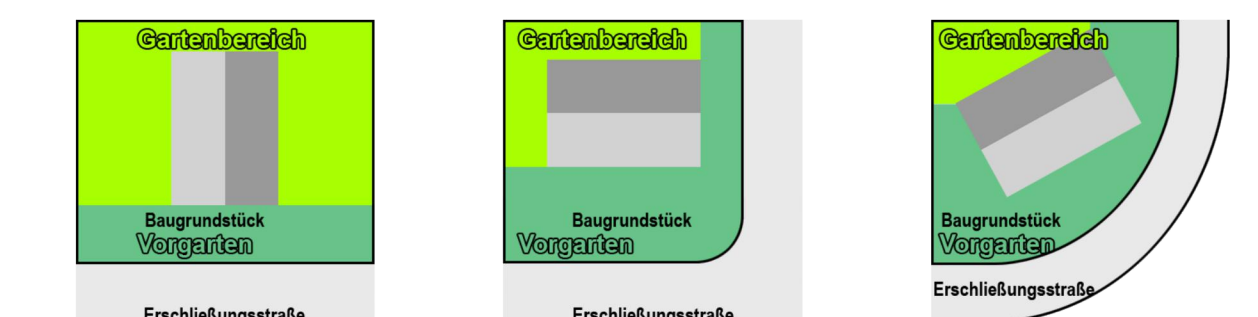 Gartenbereich
Baugrundstück
Vorgarten
Erschließungsstraße
Gartenbereich
Baugrundstück
Vorgarten
Erschließungsstraße
Gartenbereich
Baugrundstück
Vorgarten
Erschließungsstraße